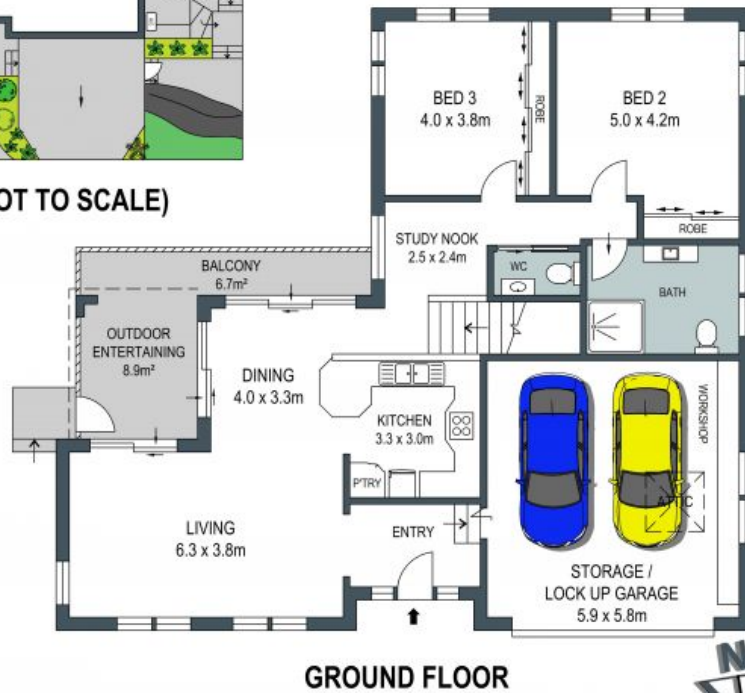 OT TO SCALE)
BED 3
4.0 x 3.8m
ROBE
BED 2
5.0 x 4.2m
ROBE
STUDY NOOK
2.5 x 2.4m
WC
BATH
BALCONY
6.7m²
OUTDOOR
ENTERTAINING
8.9m²
DINING
4.0 x 3.3m
KITCHEN
3.3 x 3.0m
P'TRY
WORKSHOP
ATTIC
LIVING
6.3 x 3.8m
ENTRY
STORAGE /
LOCK UP GARAGE
5.9 x 5.8m
GROUND FLOOR
N